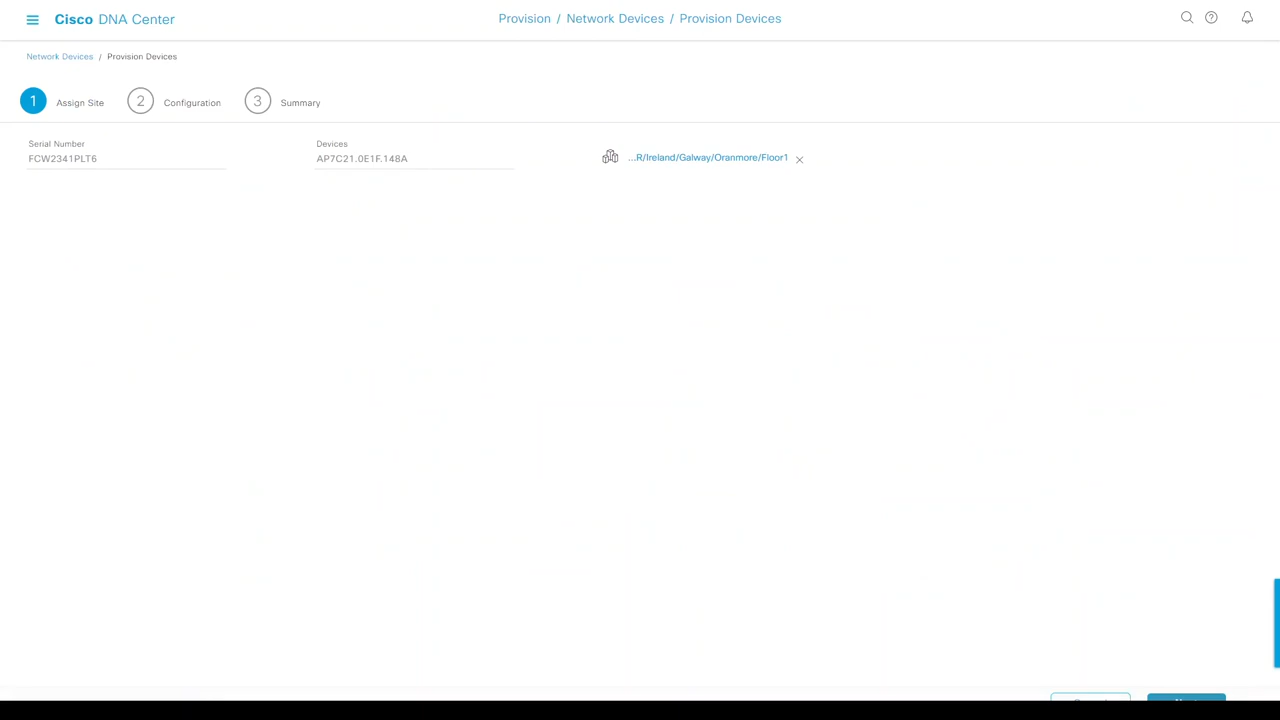 Cisco DNA Center
Provision / Network Devices / Provision Devices
Network Devices / Provision Devices
1 Assign Site 2 Configuration 3 Summary
Serial Number
FCW2341PLT6
Devices
AP7C21.0E1F.148A
...R/Ireland/Galway/Oranmore/Floor1